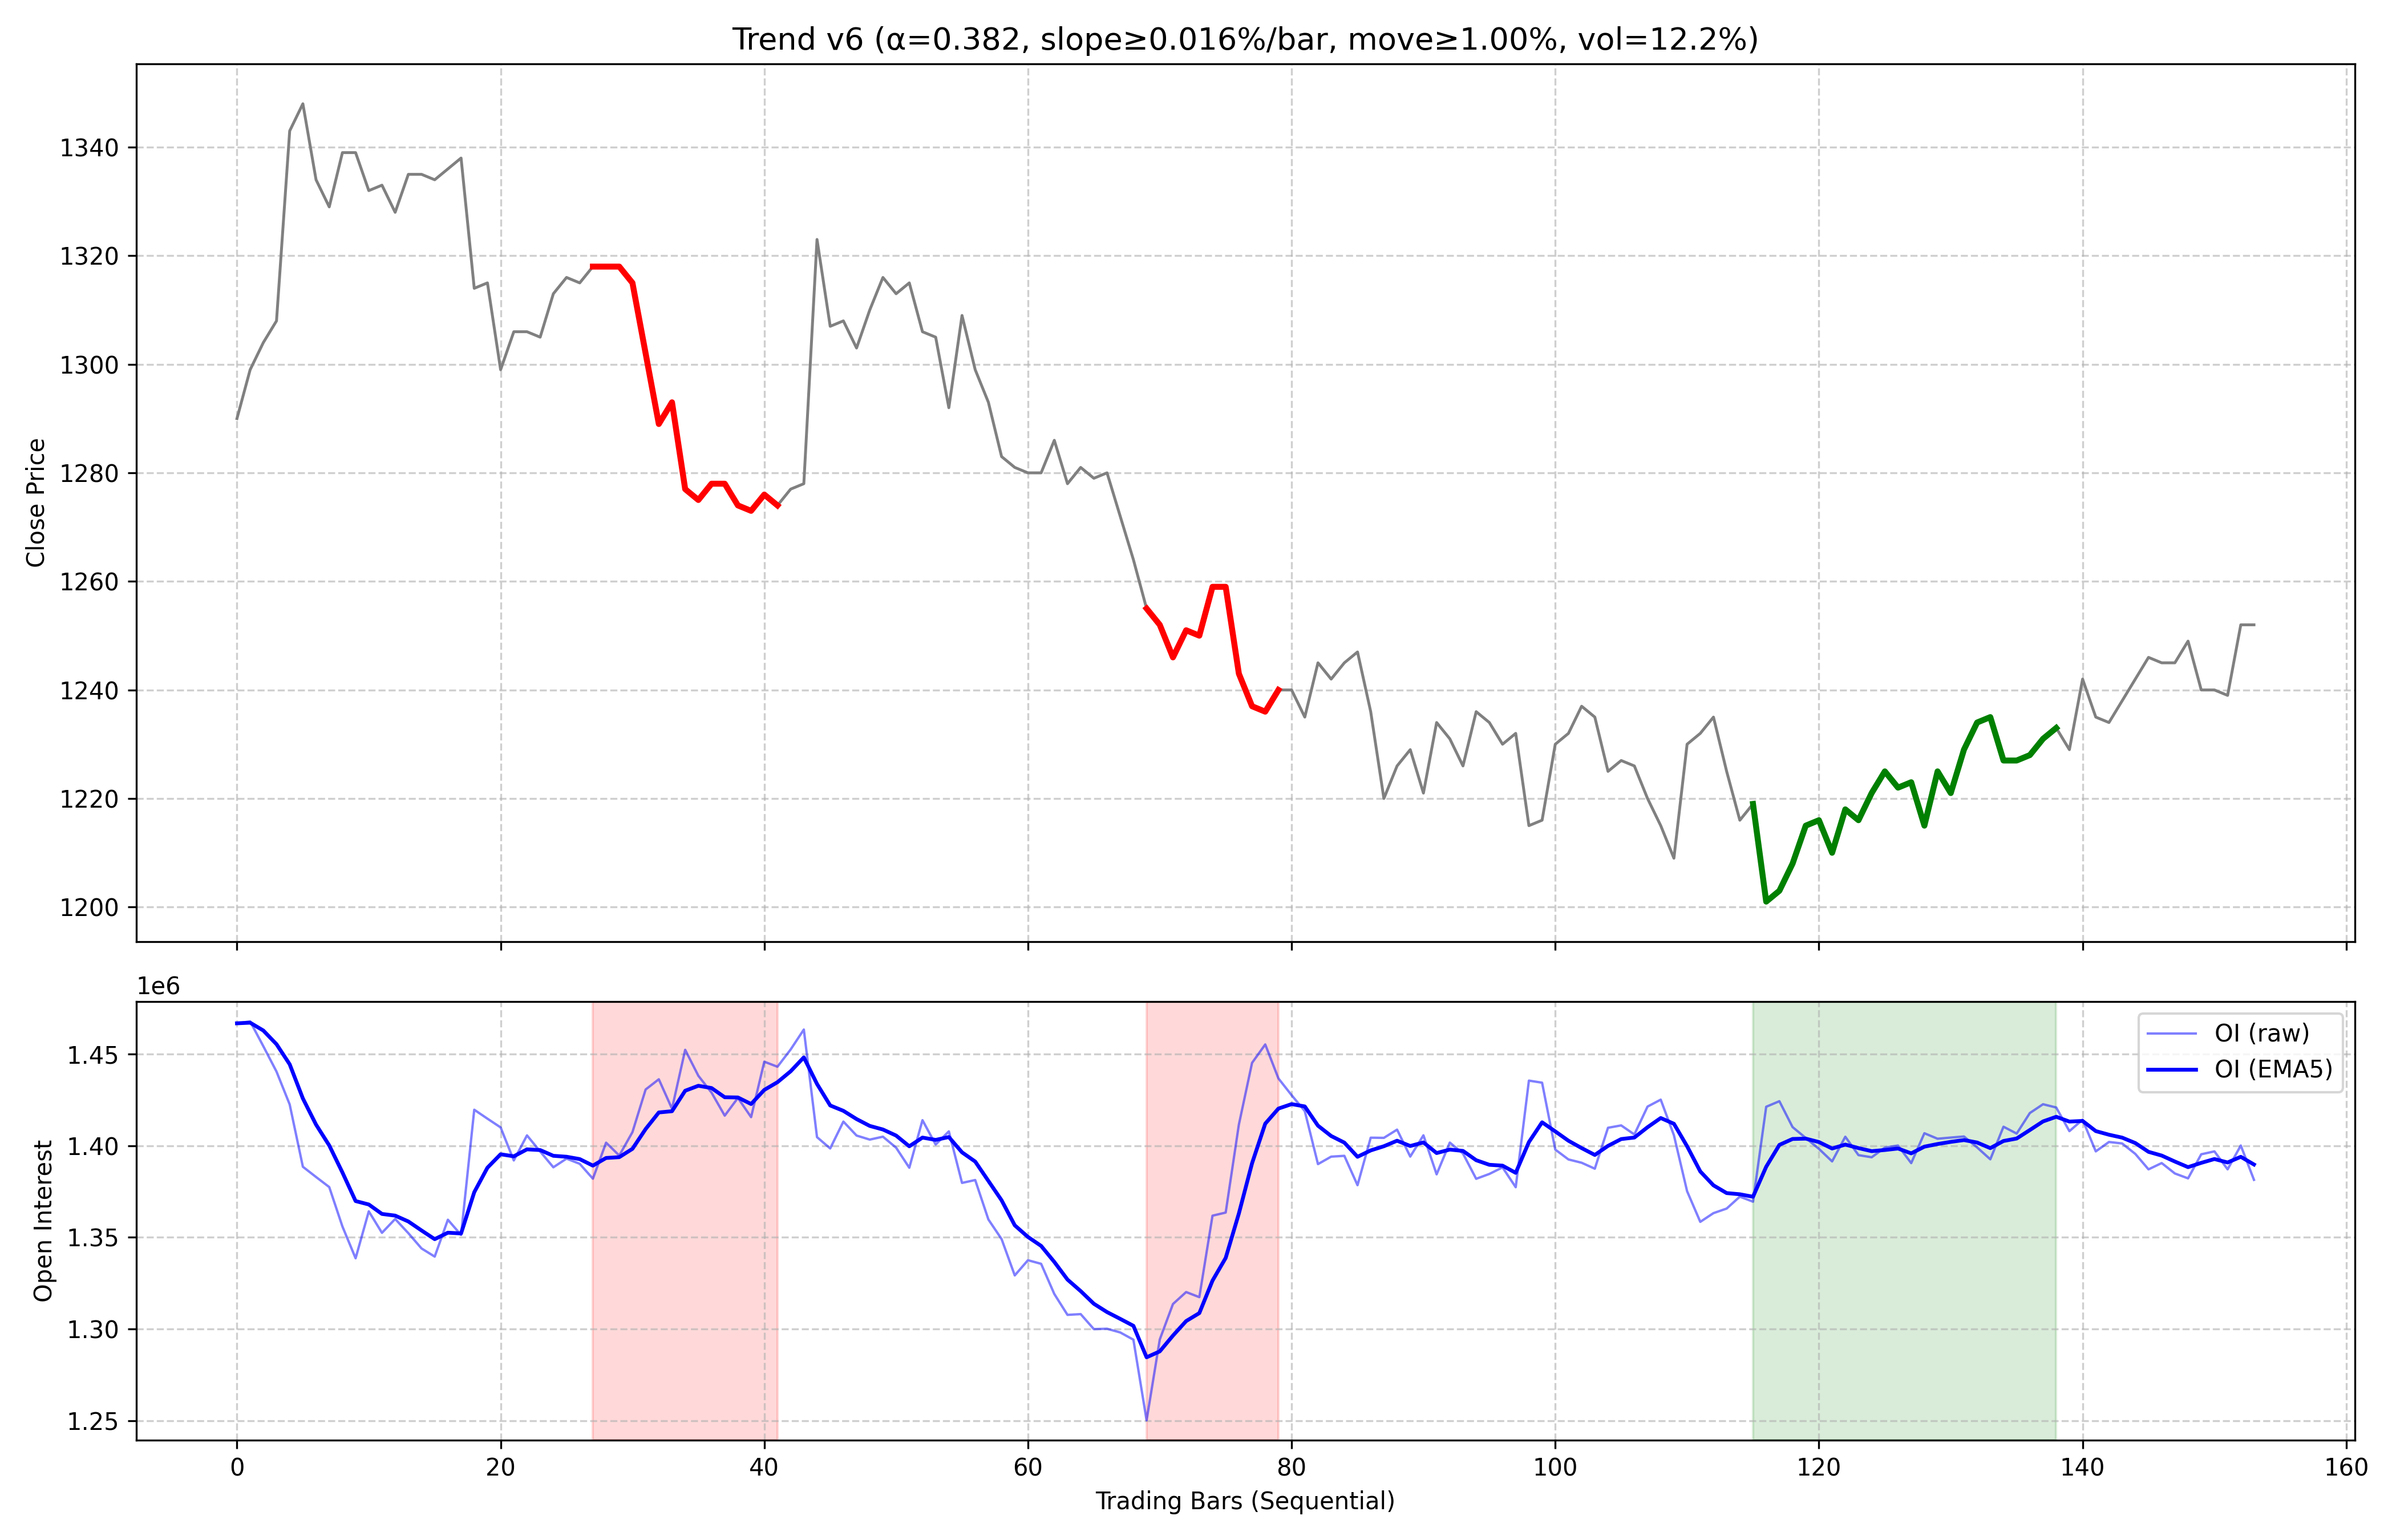 Trend v6 (α=0.382, slope≥0.016%/bar, move≥1.00%, vol=12.2%)
Close Price
1340
1320
1300
1280
1260
1240
1220
1200
1e6
Open Interest
1.45
1.40
1.35
1.30
1.25
OI (raw)
OI (EMA5)
0 20 40 60 80 100 120 140 160
Trading Bars (Sequential)